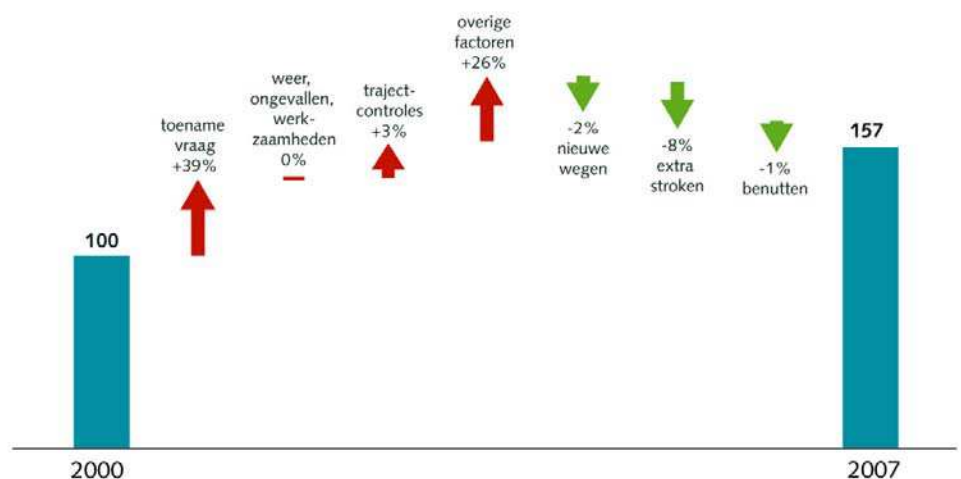 100
2000
toename
vraag
+39%
weer,
ongevallen,
werk-
zaamheden
0%
traject-
controles
+3%
overige
factoren
+26%
-2%
nieuwe
wegen
-8%
extra
stroken
-1%
benutten
157
2007